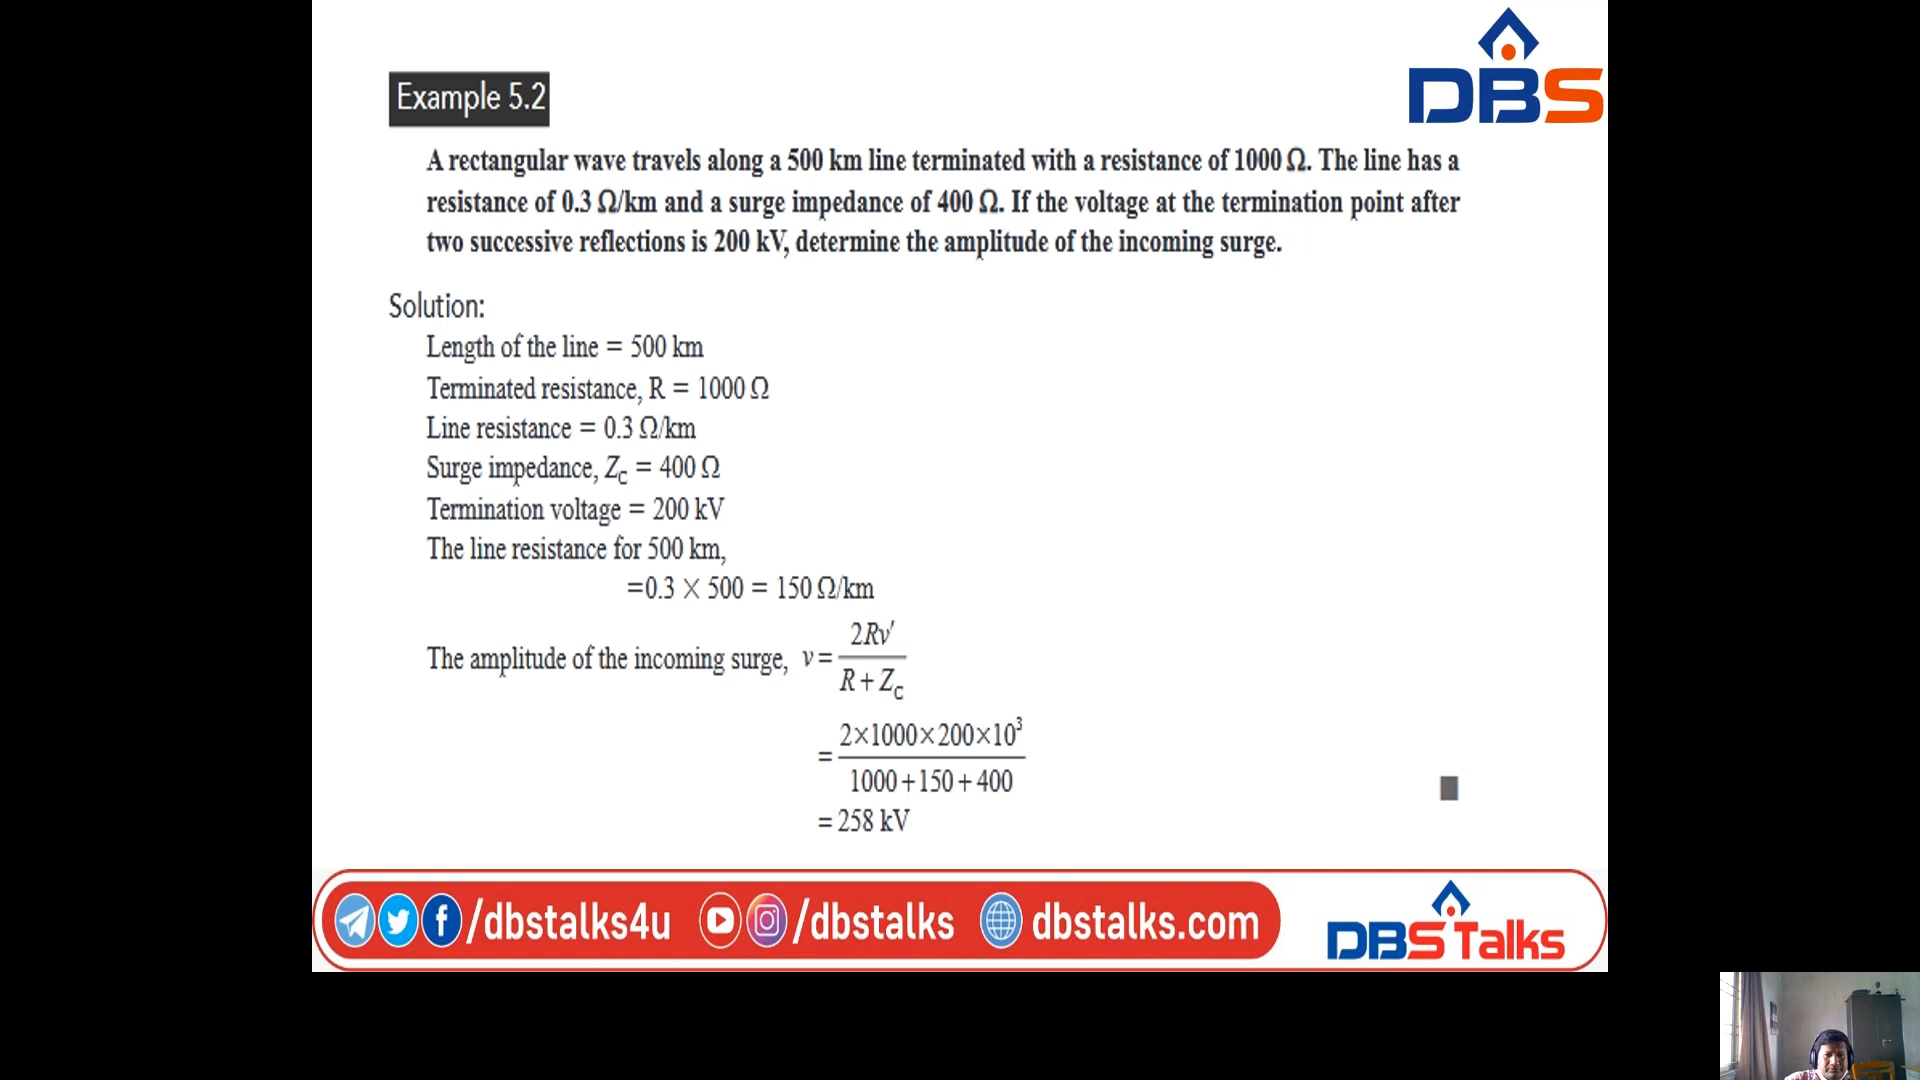 DBS
Example 5.2
A rectangular wave travels along a 500 km line terminated with a resistance of 1000 Ω. The line has a
resistance of 0.3 Ω/km and a surge impedance of 400 Ω. If the voltage at the termination point after
two successive reflections is 200 kV, determine the amplitude of the incoming surge.
Solution:
Length of the line = 500 km
Terminated resistance, R = 1000 Ω
Line resistance = 0.3 Ω/km
Surge impedance, Z_C = 400 Ω
Termination voltage = 200 kV
The line resistance for 500 km,
=0.3 × 500 = 150 Ω/km
The amplitude of the incoming surge, v = 2Rv′ / R + Z_C
= 2×1000×200×10³ / 1000+150+400
= 258 kV
/dbstalks4u /dbstalks dbstalks.com DBS Talks